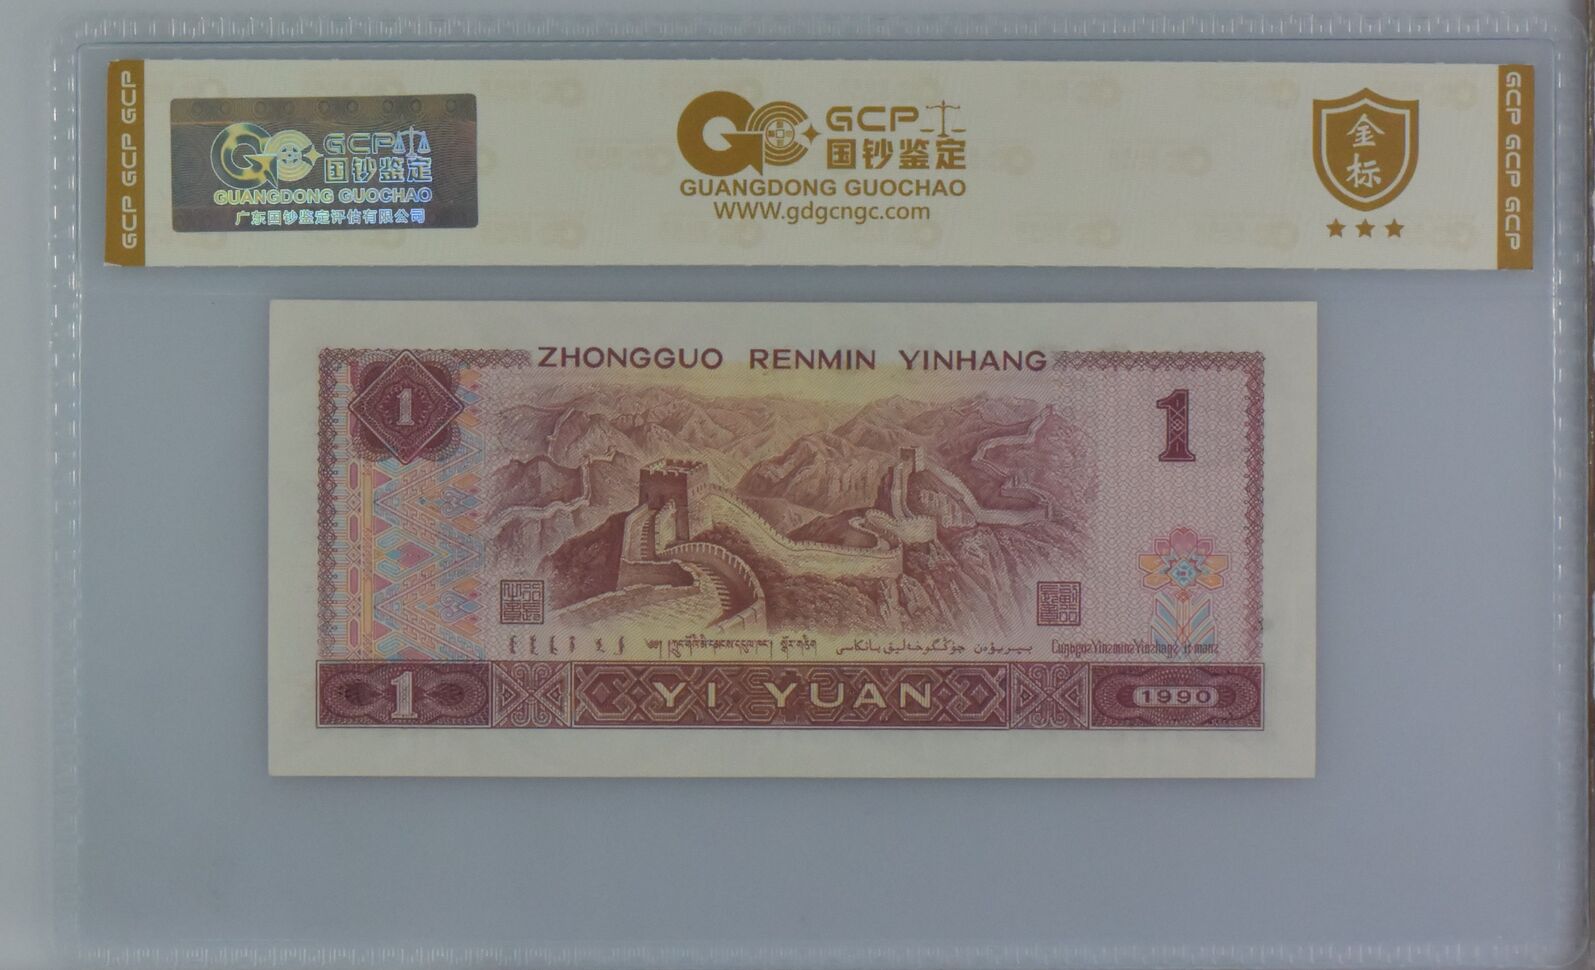 GCP GCP GCP
GCP
国钞鉴定
GUANGDONG GUOCHAO
广东国钞鉴定评估有限公司
GCP
国钞鉴定
GUANGDONG GUOCHAO
WWW.gdgcngc.com
金标
GCP GCP GCP
ZHONGGUO RENMIN YINHANG
1
1
1 YI YUAN 1990